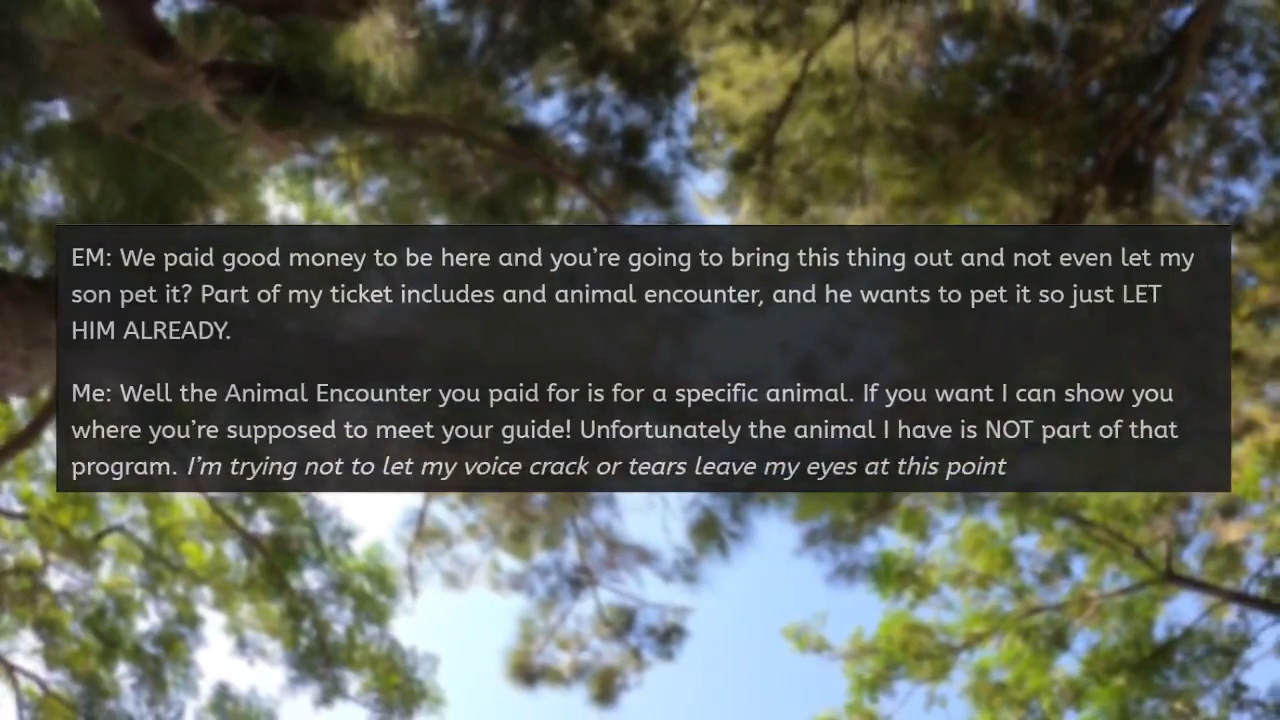 EM: We paid good money to be here and you’re going to bring this thing out and not even let my
son pet it? Part of my ticket includes and animal encounter, and he wants to pet it so just LET
HIM ALREADY.
Me: Well the Animal Encounter you paid for is for a specific animal. If you want I can show you
where you’re supposed to meet your guide! Unfortunately the animal I have is NOT part of that
program. I’m trying not to let my voice crack or tears leave my eyes at this point